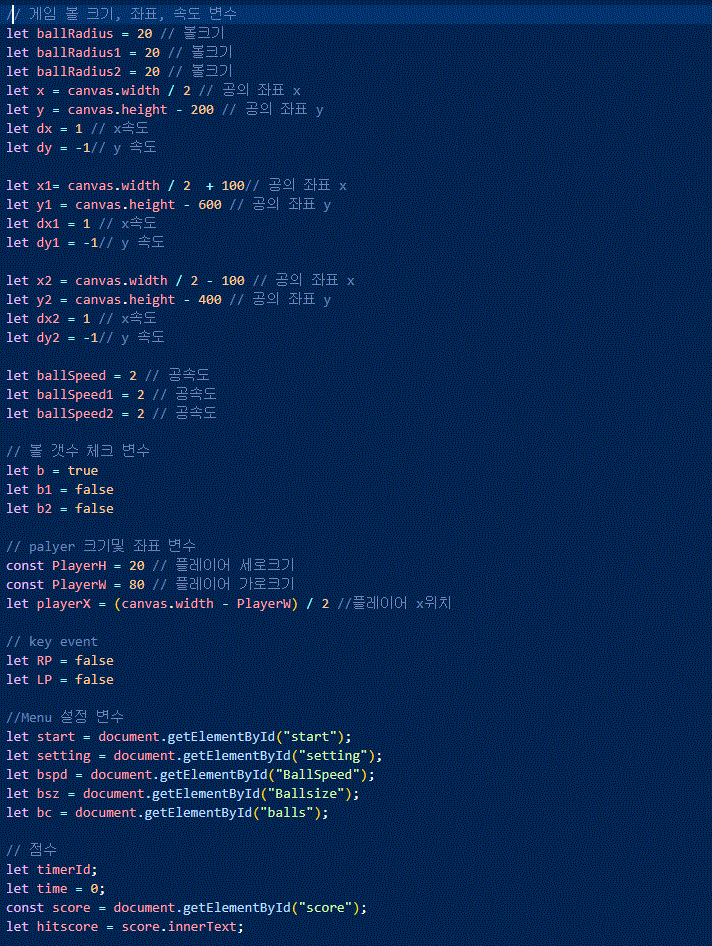 // 게임 볼 크기, 좌표, 속도 변수
let ballRadius = 20 // 볼크기
let ballRadius1 = 20 // 볼크기
let ballRadius2 = 20 // 볼크기
let x = canvas.width / 2 // 공의 좌표 x
let y = canvas.height - 200 // 공의 좌표 y
let dx = 1 // x속도
let dy = -1// y 속도
let x1= canvas.width / 2  + 100// 공의 좌표 x
let y1 = canvas.height - 600 // 공의 좌표 y
let dx1 = 1 // x속도
let dy1 = -1// y 속도
let x2 = canvas.width / 2 - 100 // 공의 좌표 x
let y2 = canvas.height - 400 // 공의 좌표 y
let dx2 = 1 // x속도
let dy2 = -1// y 속도
let ballSpeed = 2 // 공속도
let ballSpeed1 = 2 // 공속도
let ballSpeed2 = 2 // 공속도
// 볼 갯수 체크 변수
let b = true
let b1 = false
let b2 = false
// palyer 크기및 좌표 변수
const PlayerH = 20 // 플레이어 세로크기
const PlayerW = 80 // 플레이어 가로크기
let playerX = (canvas.width - PlayerW) / 2 //플레이어 x위치
// key event
let RP = false
let LP = false
//Menu 설정 변수
let start = document.getElementById("start");
let setting = document.getElementById("setting");
let bspd = document.getElementById("BallSpeed");
let bsz = document.getElementById("Ballsize");
let bc = document.getElementById("balls");
// 점수
let timerId;
let time = 0;
const score = document.getElementById("score");
let hitscore = score.innerText;